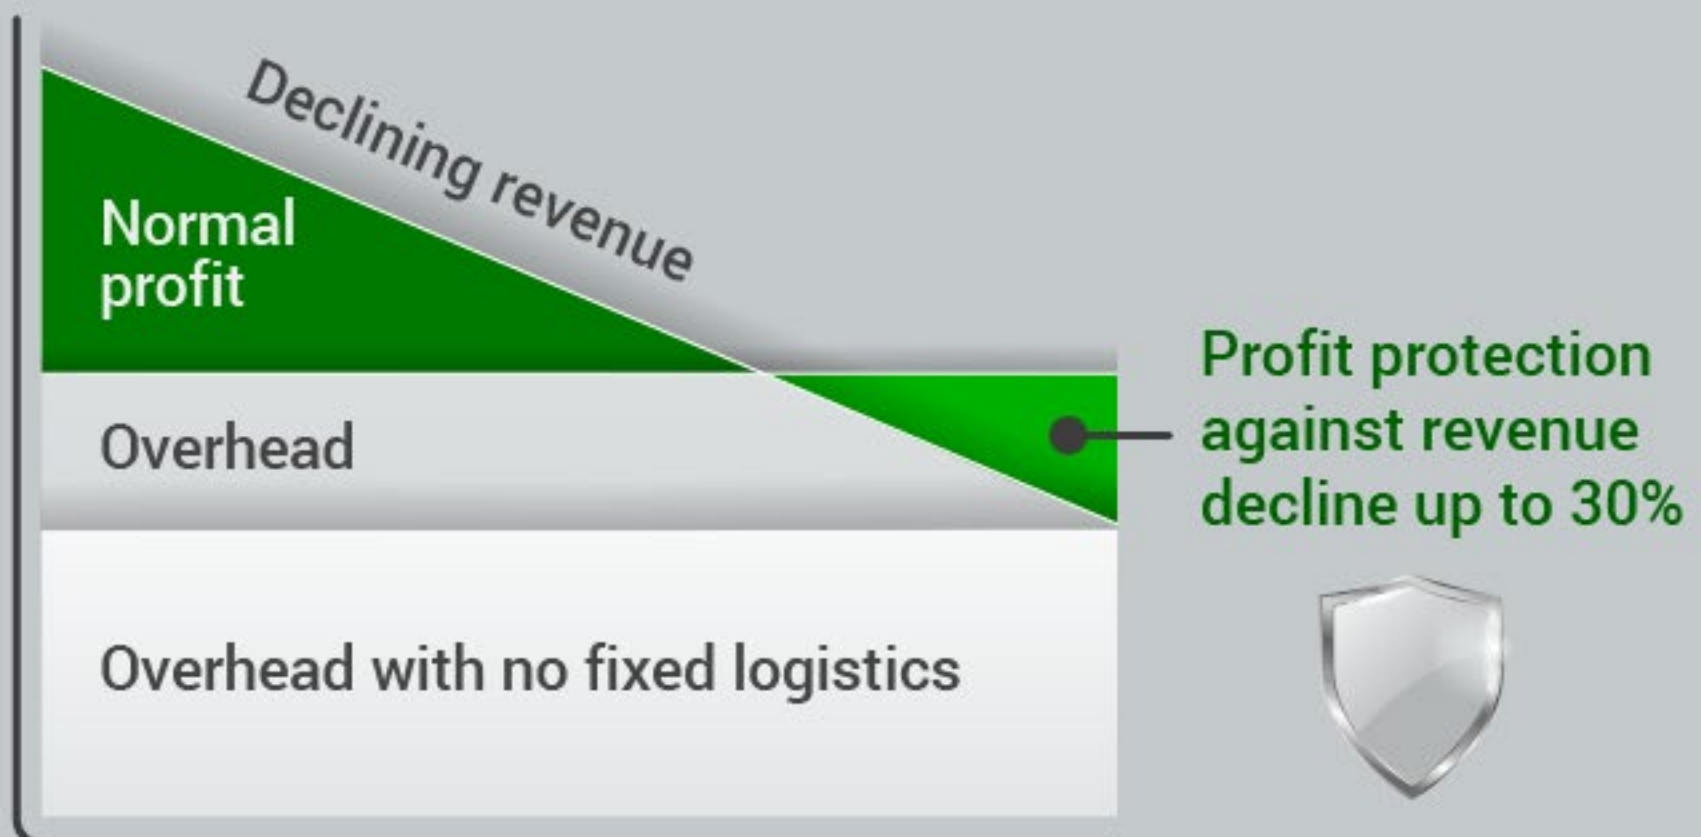 Declining revenue
Normal
profit
Overhead
Overhead with no fixed logistics
Profit protection
against revenue
decline up to 30%